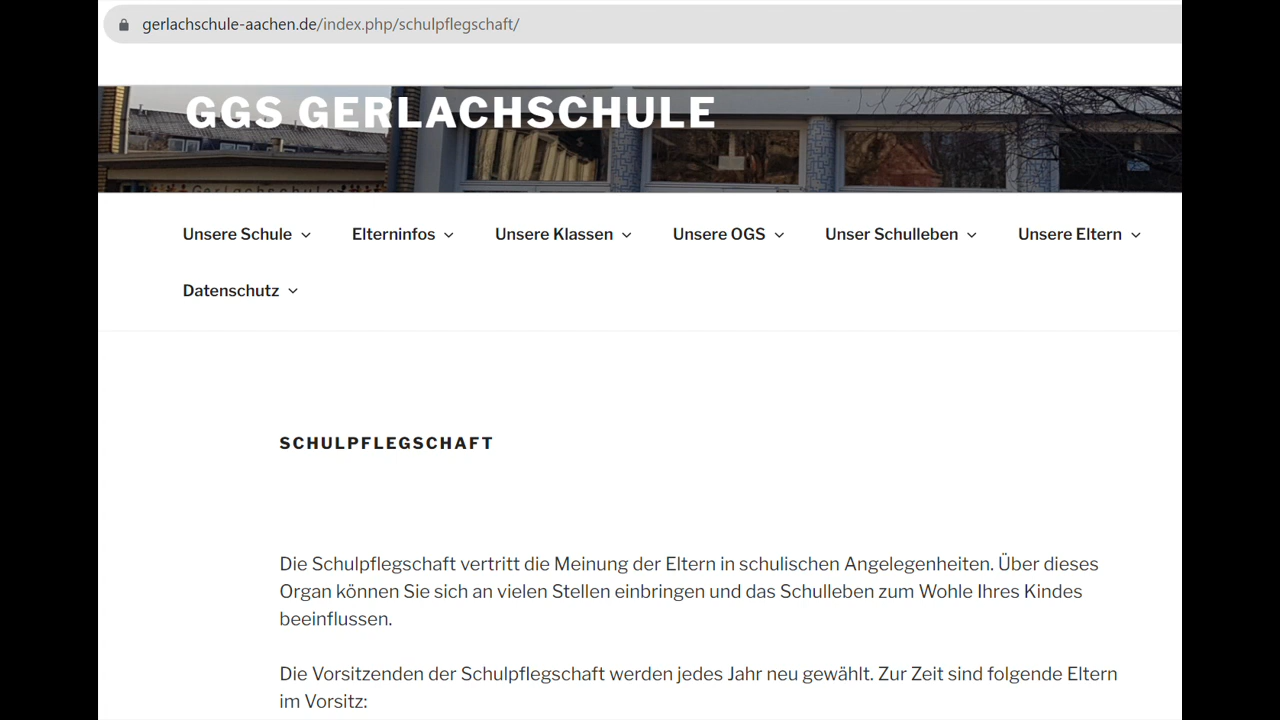 gerlachschule-aachen.de/index.php/schulpflegschaft/
GGS GERLACHSCHULE
Gerlachschule
Unsere Schule
Elterninfos
Unsere Klassen
Unsere OGS
Unser Schulleben
Unsere Eltern
Datenschutz
SCHULPFLEGSCHAFT
Die Schulpflegschaft vertritt die Meinung der Eltern in schulischen Angelegenheiten. Über dieses
Organ können Sie sich an vielen Stellen einbringen und das Schulleben zum Wohle Ihres Kindes
beeinflussen.
Die Vorsitzenden der Schulpflegschaft werden jedes Jahr neu gewählt. Zur Zeit sind folgende Eltern
im Vorsitz: